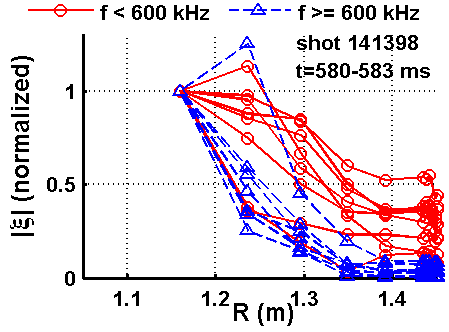 f < 600 kHz f >= 600 kHz
shot 141398
t=580-583 ms
|ξ| (normalized)
1
0.5
0
1.1 1.2 1.3 1.4
R (m)